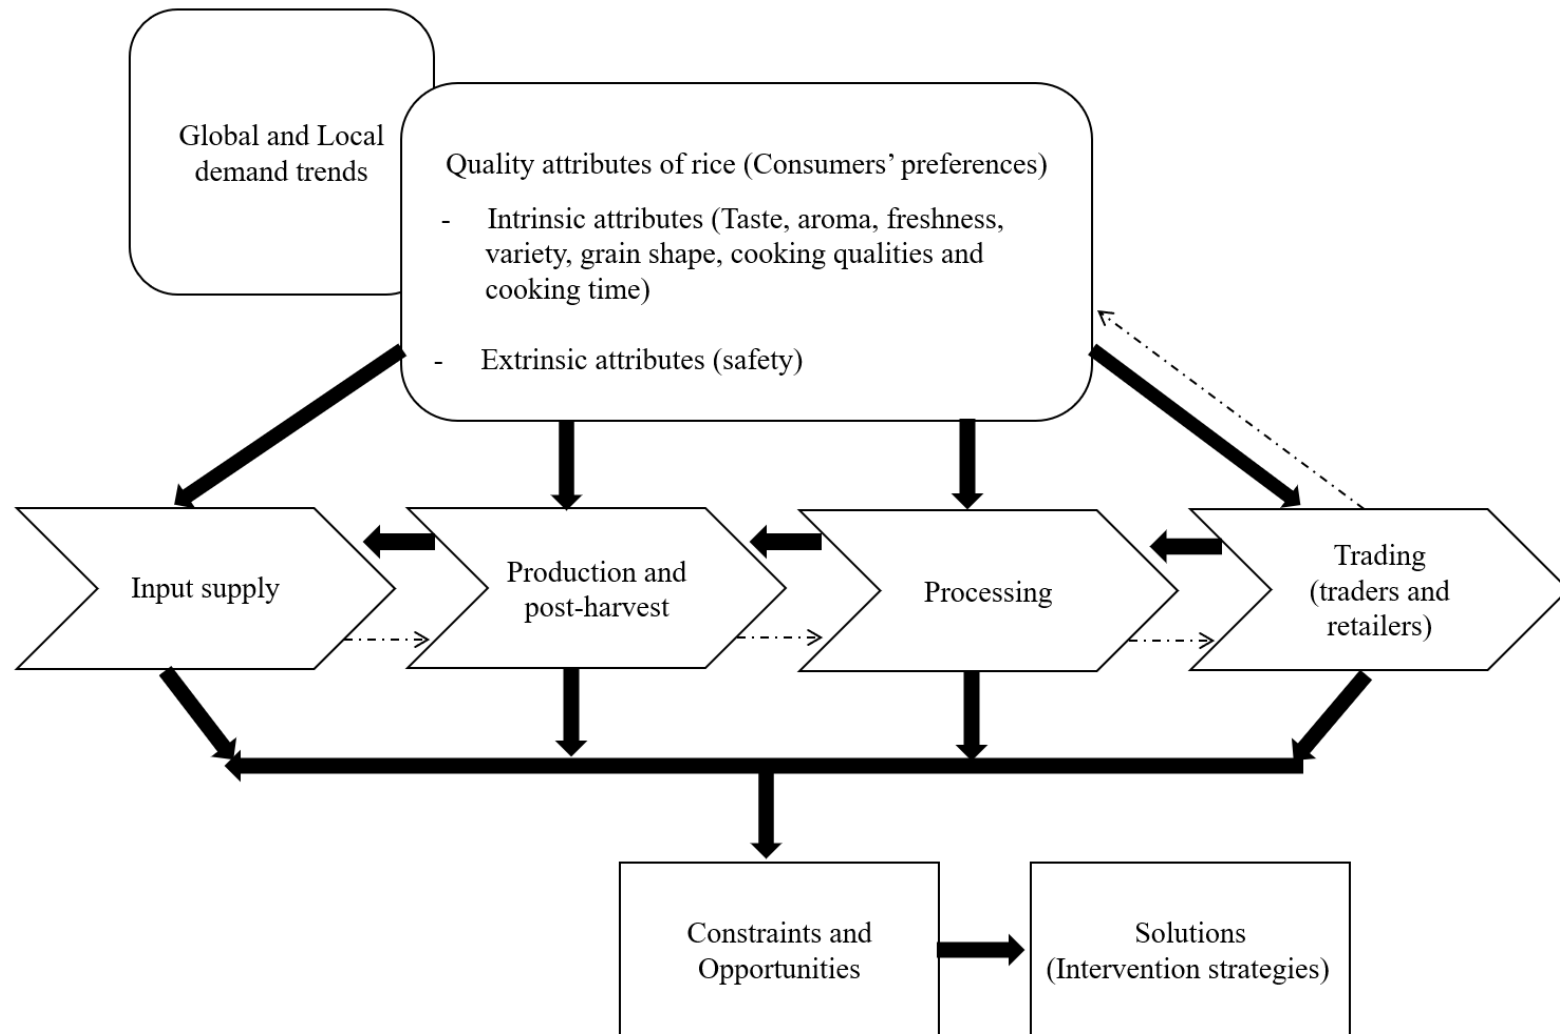 Global and Local
demand trends
Quality attributes of rice (Consumers’ preferences)
- Intrinsic attributes (Taste, aroma, freshness,
variety, grain shape, cooking qualities and
cooking time)
- Extrinsic attributes (safety)
Input supply
Production and
post-harvest
Processing
Trading
(traders and
retailers)
Constraints and
Opportunities
Solutions
(Intervention strategies)